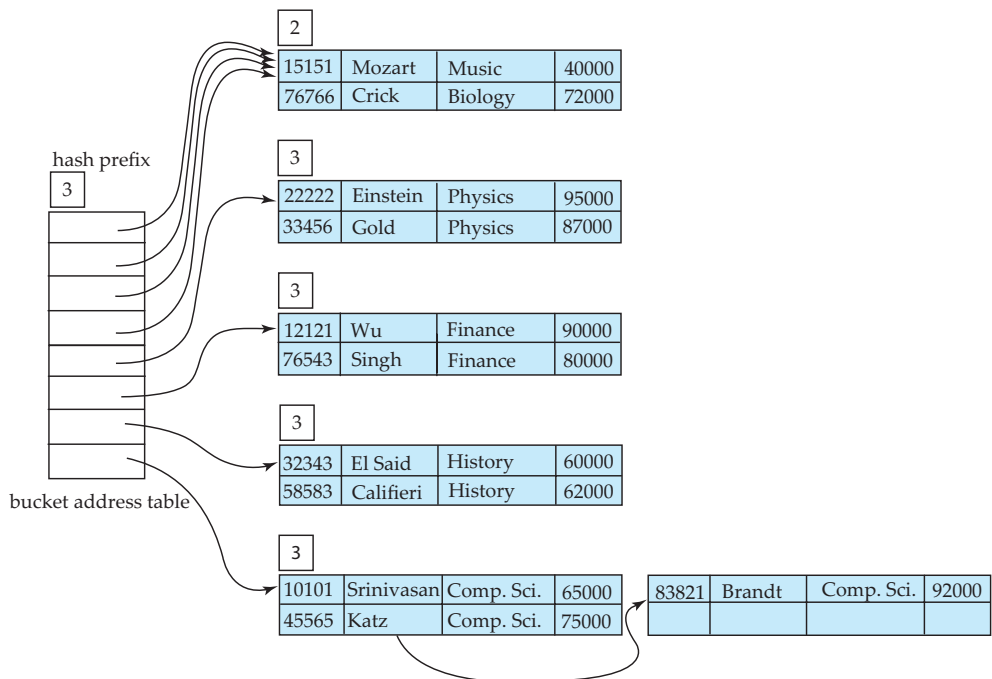 2
15151 Mozart Music 40000
76766 Crick Biology 72000
hash prefix
3
3
22222 Einstein Physics 95000
33456 Gold Physics 87000
3
12121 Wu Finance 90000
76543 Singh Finance 80000
3
32343 El Said History 60000
58583 Califieri History 62000
bucket address table
3
10101 Srinivasan Comp. Sci. 65000
45565 Katz Comp. Sci. 75000
83821 Brandt Comp. Sci. 92000